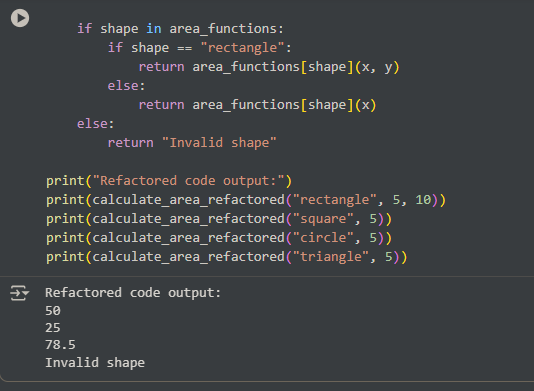 if shape in area_functions:
if shape == "rectangle":
return area_functions[shape](x, y)
else:
return area_functions[shape](x)
else:
return "Invalid shape"
print("Refactored code output:")
print(calculate_area_refactored("rectangle", 5, 10))
print(calculate_area_refactored("square", 5))
print(calculate_area_refactored("circle", 5))
print(calculate_area_refactored("triangle", 5))
Refactored code output:
50
25
78.5
Invalid shape